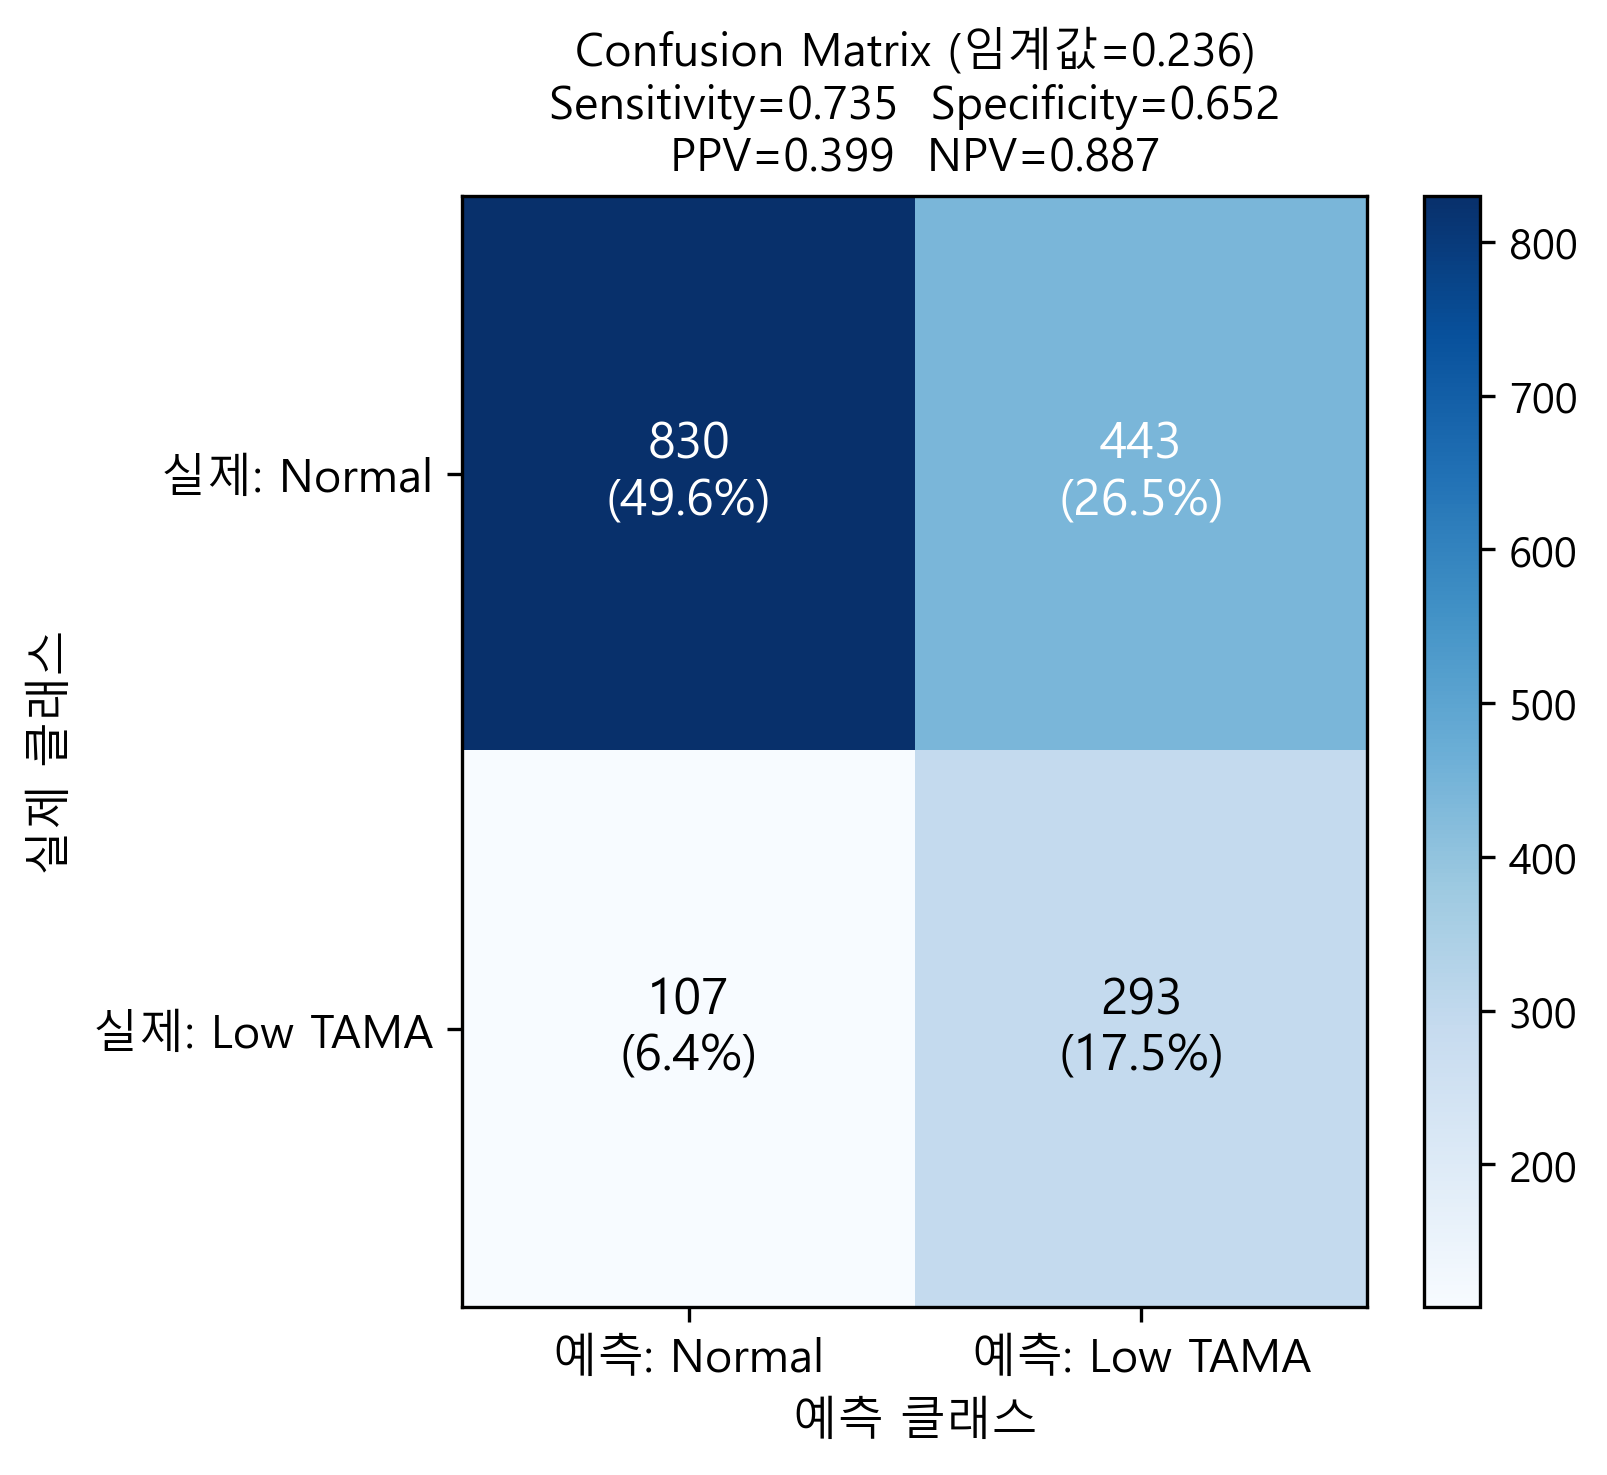 Confusion Matrix (임계값=0.236)
Sensitivity=0.735  Specificity=0.652
PPV=0.399  NPV=0.887
실제 클래스
실제: Normal
실제: Low TAMA
830
(49.6%)
443
(26.5%)
107
(6.4%)
293
(17.5%)
예측: Normal
예측: Low TAMA
예측 클래스
800
700
600
500
400
300
200